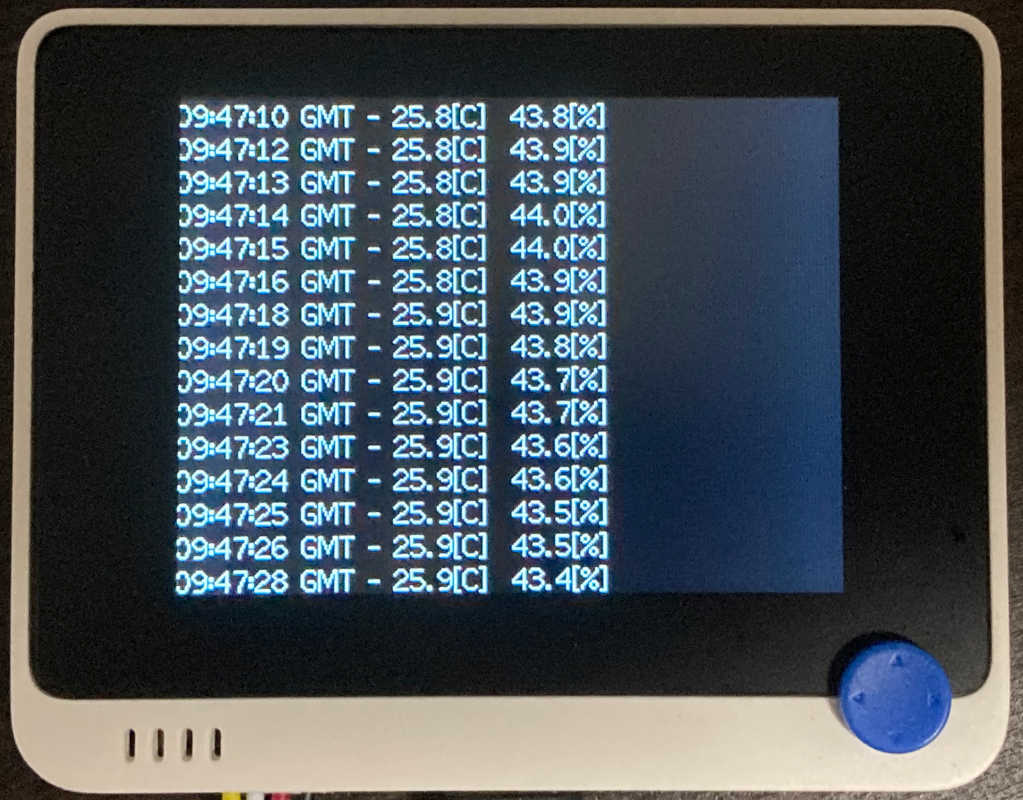 09:47:10 GMT - 25.8[C]  43.8[%]
09:47:12 GMT - 25.8[C]  43.9[%]
09:47:13 GMT - 25.8[C]  43.9[%]
09:47:14 GMT - 25.8[C]  44.0[%]
09:47:15 GMT - 25.8[C]  44.0[%]
09:47:16 GMT - 25.8[C]  43.9[%]
09:47:18 GMT - 25.9[C]  43.9[%]
09:47:19 GMT - 25.9[C]  43.8[%]
09:47:20 GMT - 25.9[C]  43.7[%]
09:47:21 GMT - 25.9[C]  43.7[%]
09:47:23 GMT - 25.9[C]  43.6[%]
09:47:24 GMT - 25.9[C]  43.6[%]
09:47:25 GMT - 25.9[C]  43.5[%]
09:47:26 GMT - 25.9[C]  43.5[%]
09:47:28 GMT - 25.9[C]  43.4[%]